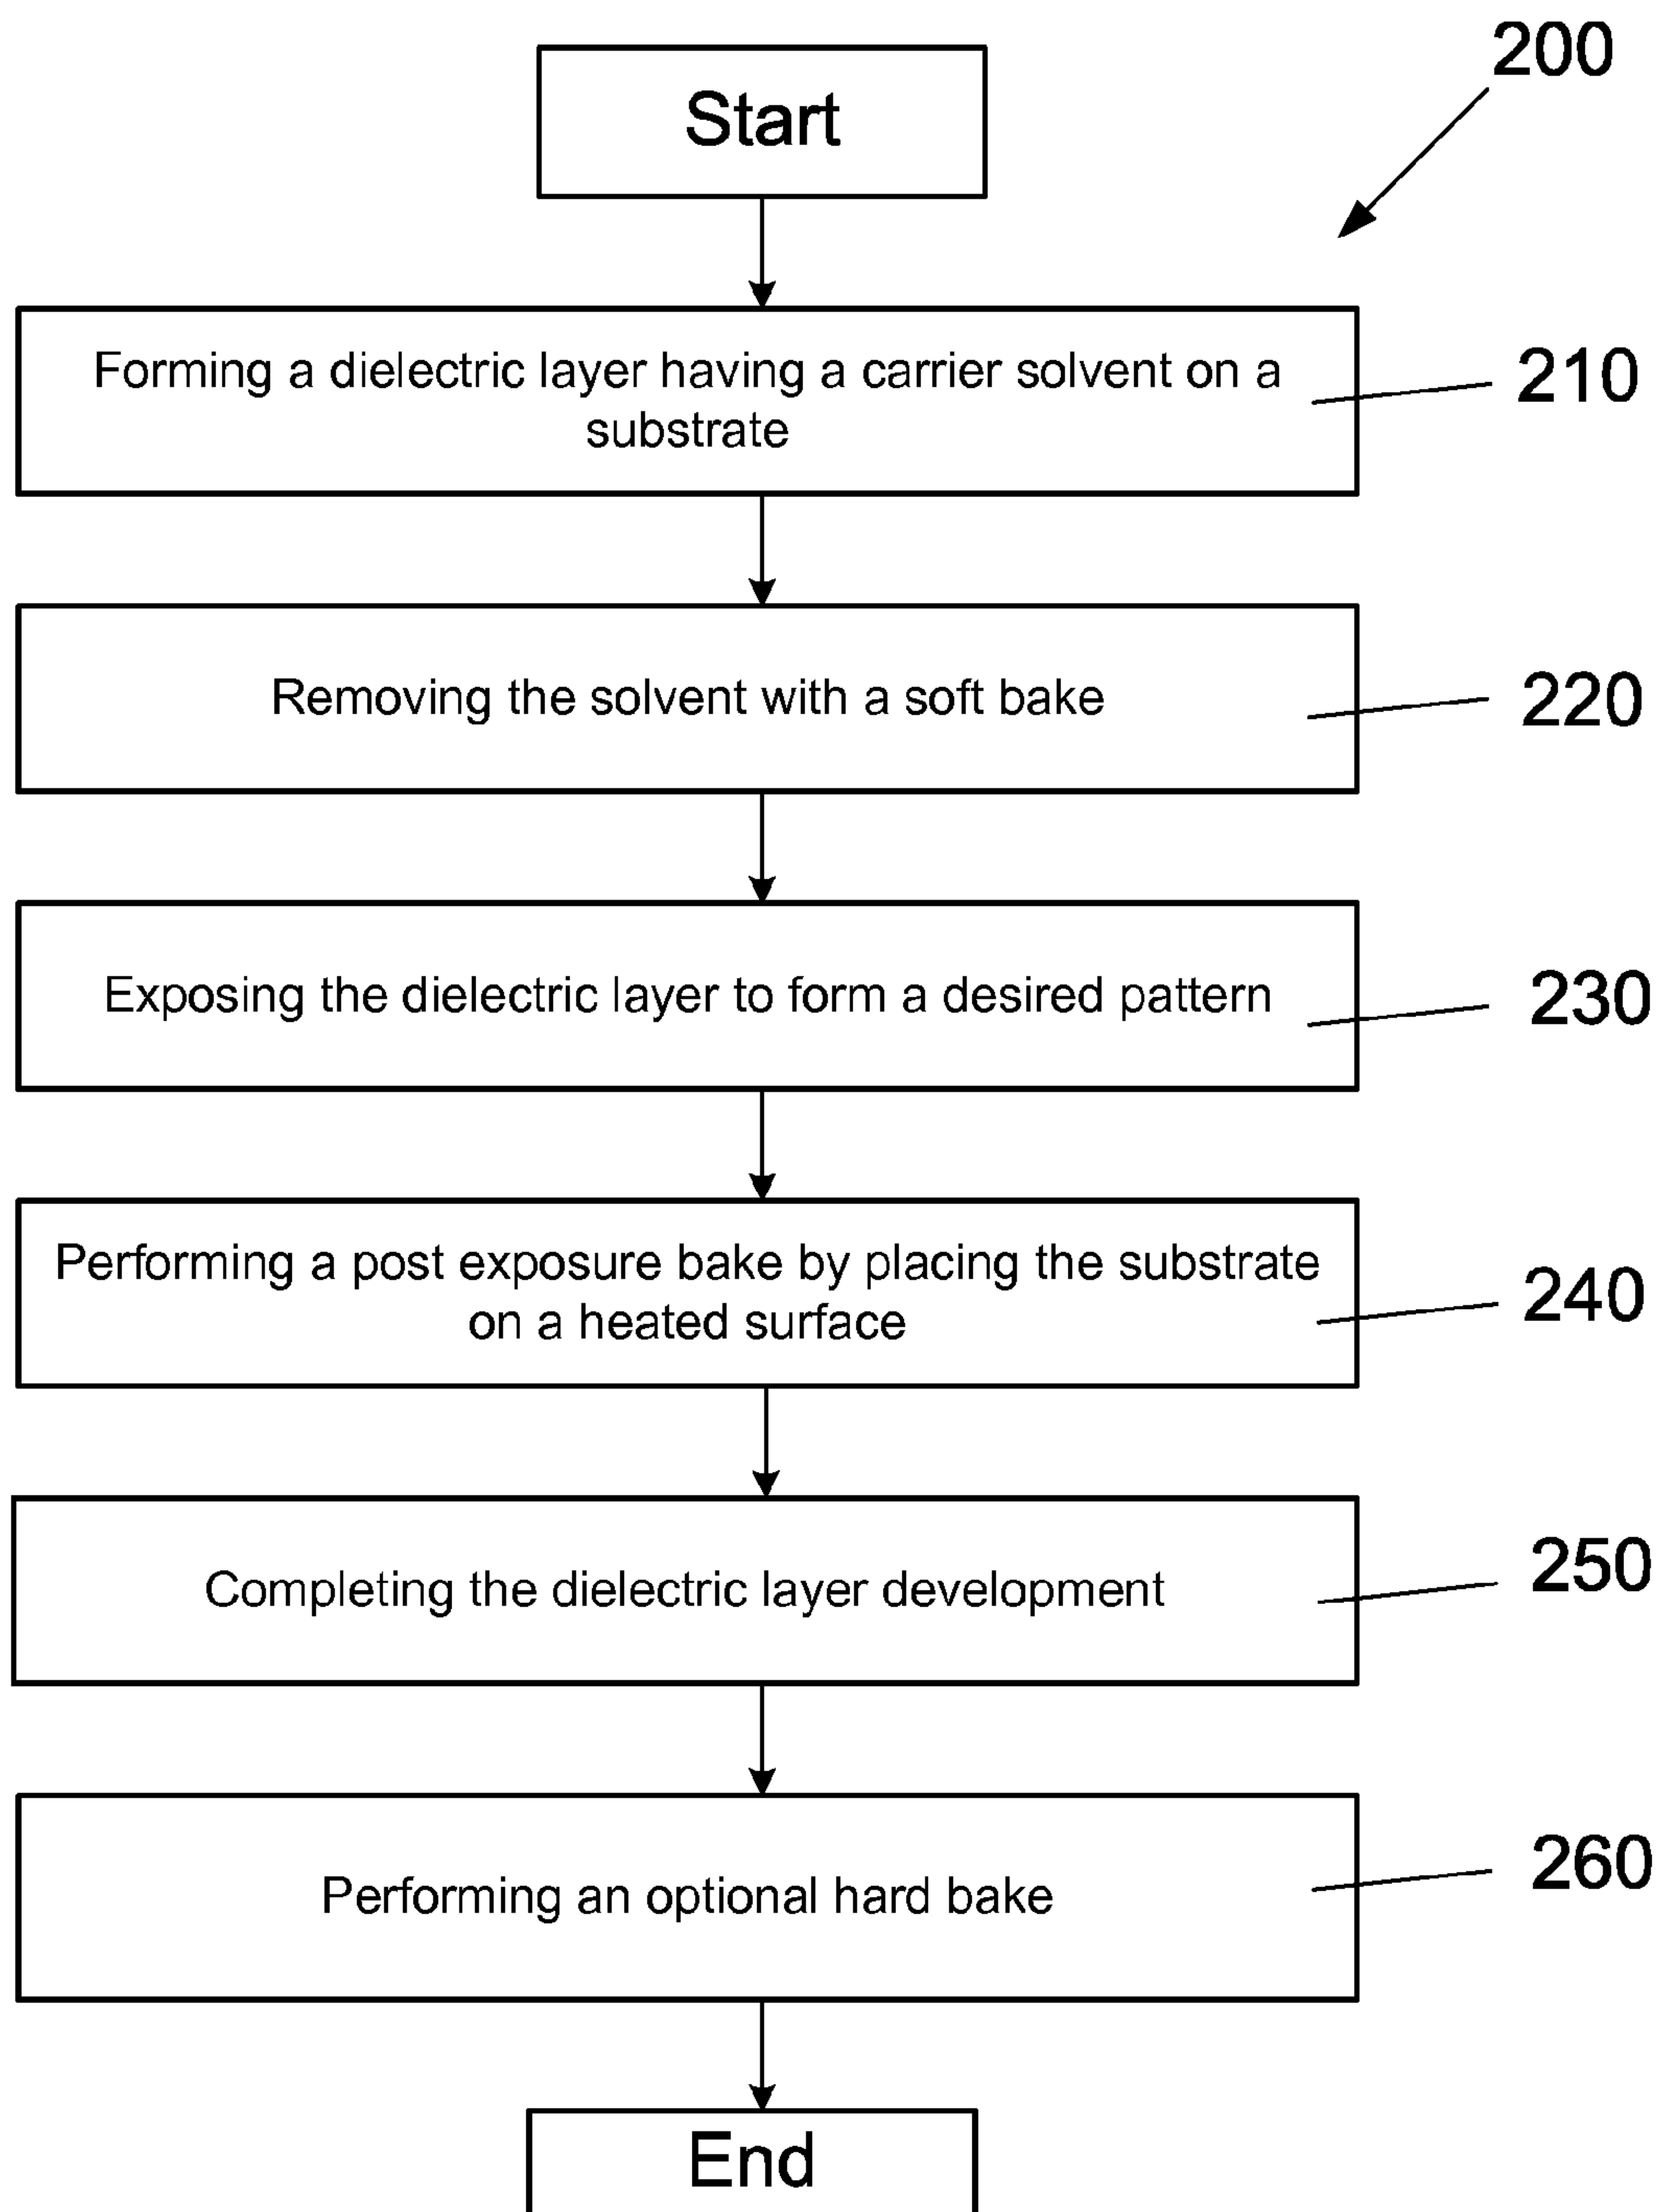 200
Start
Forming a dielectric layer having a carrier solvent on a
substrate
210
Removing the solvent with a soft bake
220
Exposing the dielectric layer to form a desired pattern
230
Performing a post exposure bake by placing the substrate
on a heated surface
240
Completing the dielectric layer development
250
Performing an optional hard bake
260
End